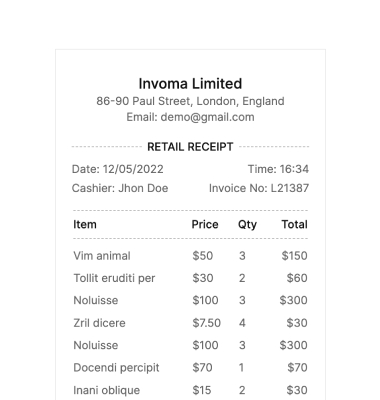 Invoma Limited
86-90 Paul Street, London, England
Email: demo@gmail.com
RETAIL RECEIPT
Date: 12/05/2022 Time: 16:34
Cashier: Jhon Doe Invoice No: L21387
Item Price Qty Total
Vim animal $50 3 $150
Tollit eruditi per $30 2 $60
Noluisse $100 3 $300
Zril dicere $7.50 4 $30
Noluisse $100 3 $300
Docendi percipit $70 1 $70
Inani oblique $15 2 $30